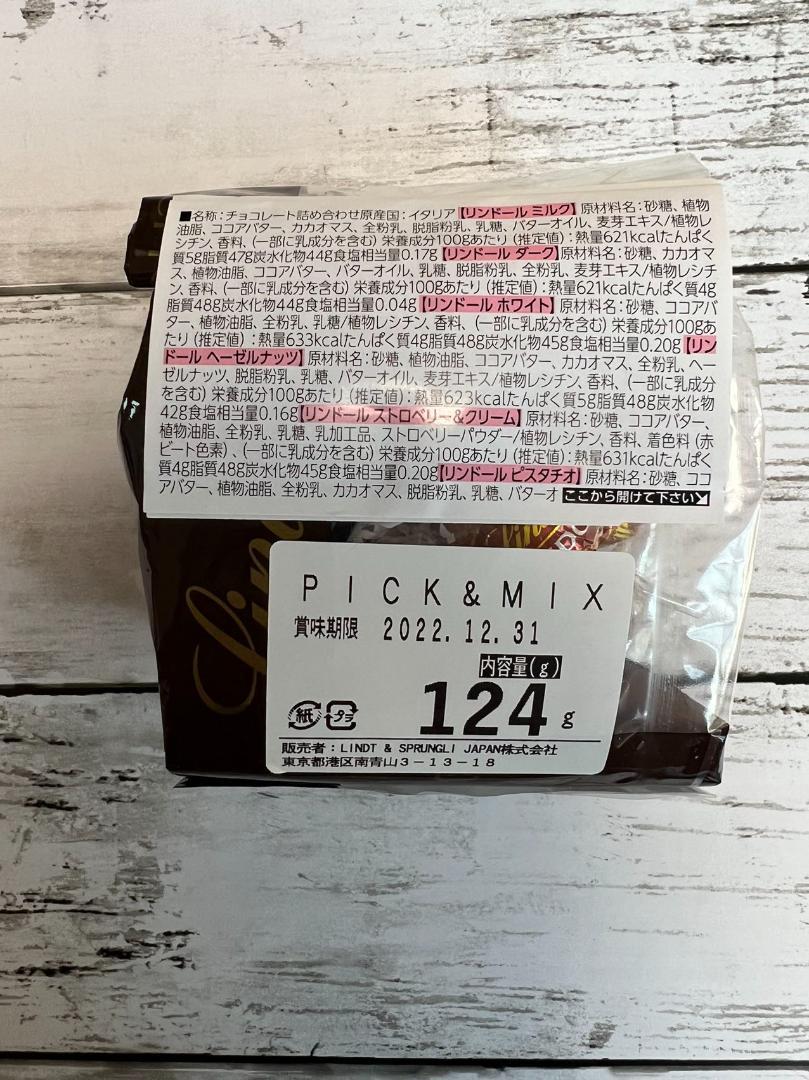 ■名称:チョコレート詰め合わせ原産国:イタリア【リンドール ミルク】原材料名:砂糖、植物
油脂、ココアバター、カカオマス、全粉乳、脱脂粉乳、乳糖、バターオイル、麦芽エキス/植物レ
シチン、香料、(一部に乳成分を含む) 栄養成分100gあたり (推定値):熱量621kcalたんぱく
質5g脂質47g炭水化物44g食塩相当量0.17g【リンドール ダーク】原材料名:砂糖、カカオマ
ス、植物油脂、ココアバター、バターオイル、乳糖、脱脂粉乳、全粉乳、麦芽エキス/植物レシチ
ン、香料、(一部に乳成分を含む) 栄養成分100gあたり (推定値):熱量621kcalたんぱく質4g
脂質48g炭水化物44g食塩相当量0.04g【リンドール ホワイト】原材料名:砂糖、ココアバ
ター、植物油脂、全粉乳、乳糖/植物レシチン、香料、(一部に乳成分を含む) 栄養成分100gあ
たり (推定値):熱量633kcalたんぱく質4g脂質48g炭水化物45g食塩相当量0.20g【リン
ドール ヘーゼルナッツ】原材料名:砂糖、植物油脂、ココアバター、カカオマス、全粉乳、ヘー
ゼルナッツ、脱脂粉乳、乳糖、バターオイル、麦芽エキス/植物レシチン、香料、(一部に乳成分
を含む) 栄養成分100gあたり (推定値):熱量623kcalたんぱく質5g脂質48g炭水化物
42g食塩相当量0.16g【リンドール ストロベリー&クリーム】原材料名:砂糖、ココアバター、
植物油脂、全粉乳、乳糖、乳加工品、ストロベリーパウダー/植物レシチン、香料、着色料 (赤
ビート色素)、(一部に乳成分を含む) 栄養成分100gあたり (推定値):熱量631kcalたんぱく
質4g脂質48g炭水化物45g食塩相当量0.20g【リンドール ピスタチオ】原材料名:砂糖、ココ
アバター、植物油脂、全粉乳、カカオマス、脱脂粉乳、乳糖、バターオ ここから開けて下さい
PICK&MIX
賞味期限 2022.12.31
内容量(g)
124g
紙 プラ
販売者:LINDT & SPRUNGLI JAPAN株式会社
東京都港区南青山3-13-18